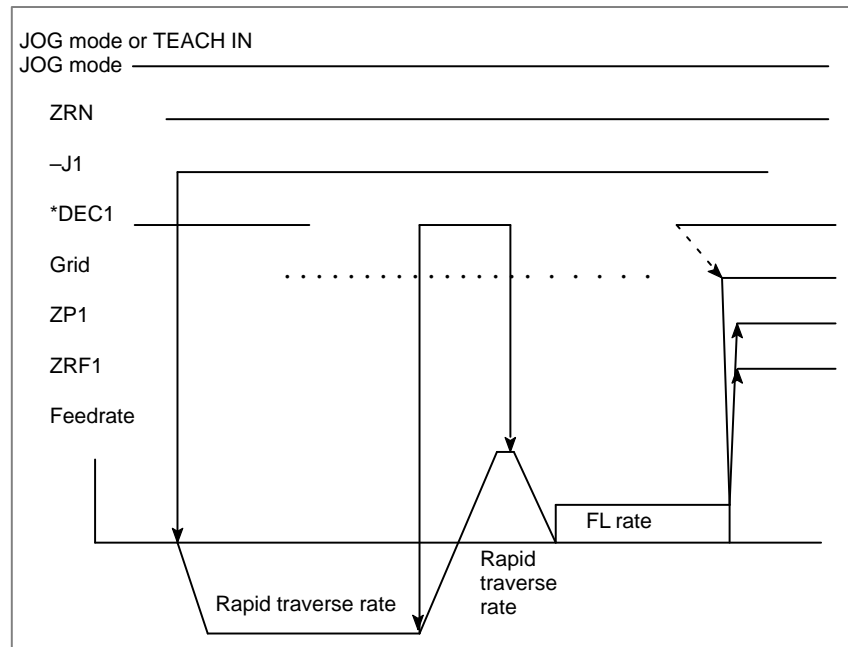 JOG mode or TEACH IN
JOG mode
ZRN
–J1
*DEC1
Grid
ZP1
ZRF1
Feedrate
FL rate
Rapid
traverse
rate
Rapid traverse rate